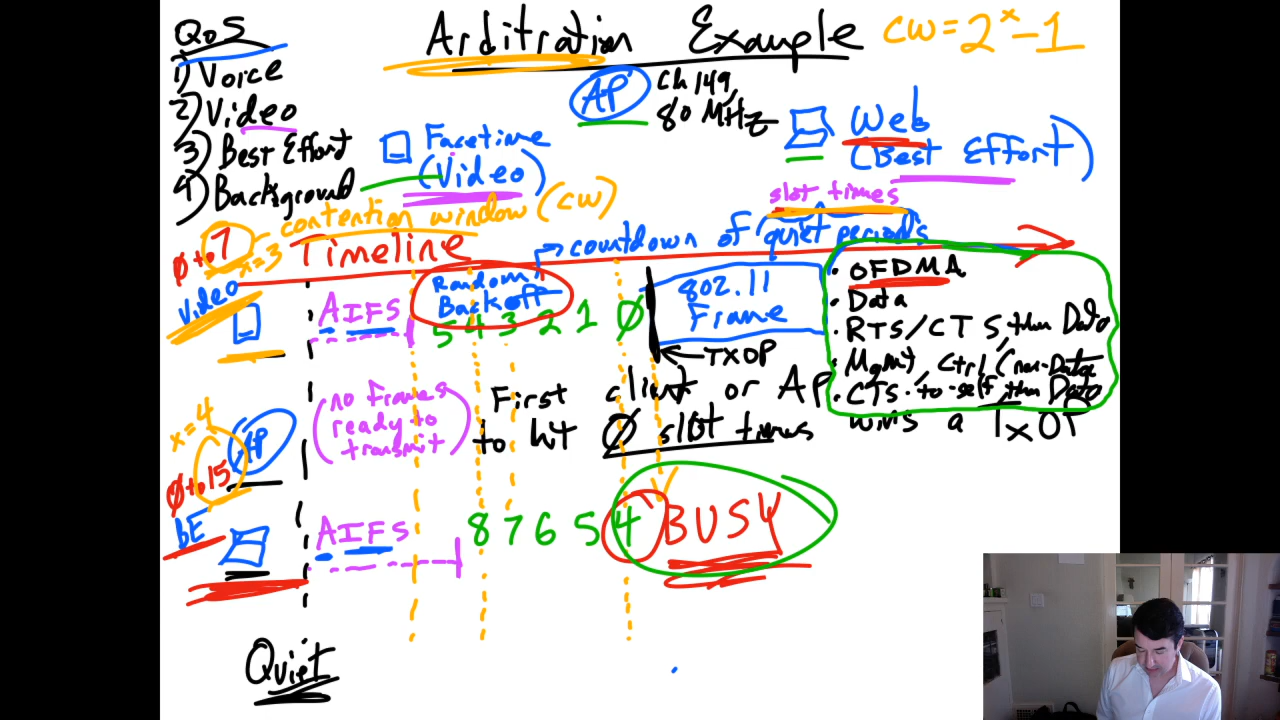 QoS
1) Voice
2) Video
3) Best Effort
4) Background
Arbitration Example
CW = 2^x - 1
AP
Ch 149,
80 MHz
Facetime
(Video)
Web
(Best Effort)
slot times
contention window (CW)
Ø to 7
x=3
Timeline
countdown of quiet periods
Video
AIFS
Random
Backoff
5 4 3 2 1 Ø
802.11
Frame
← TXOP
• OFDMA
• Data
• RTS/CTS, then Data
• Mgmt, Ctrl, (non-Data
• CTS-to-self, then Data
x=4
AP
Ø to 15
(no frames
ready to
transmit)
First client or AP
to hit Ø slot times wins a TxOP
BE
AIFS
8 7 6 5 4 BUSY
Quiet